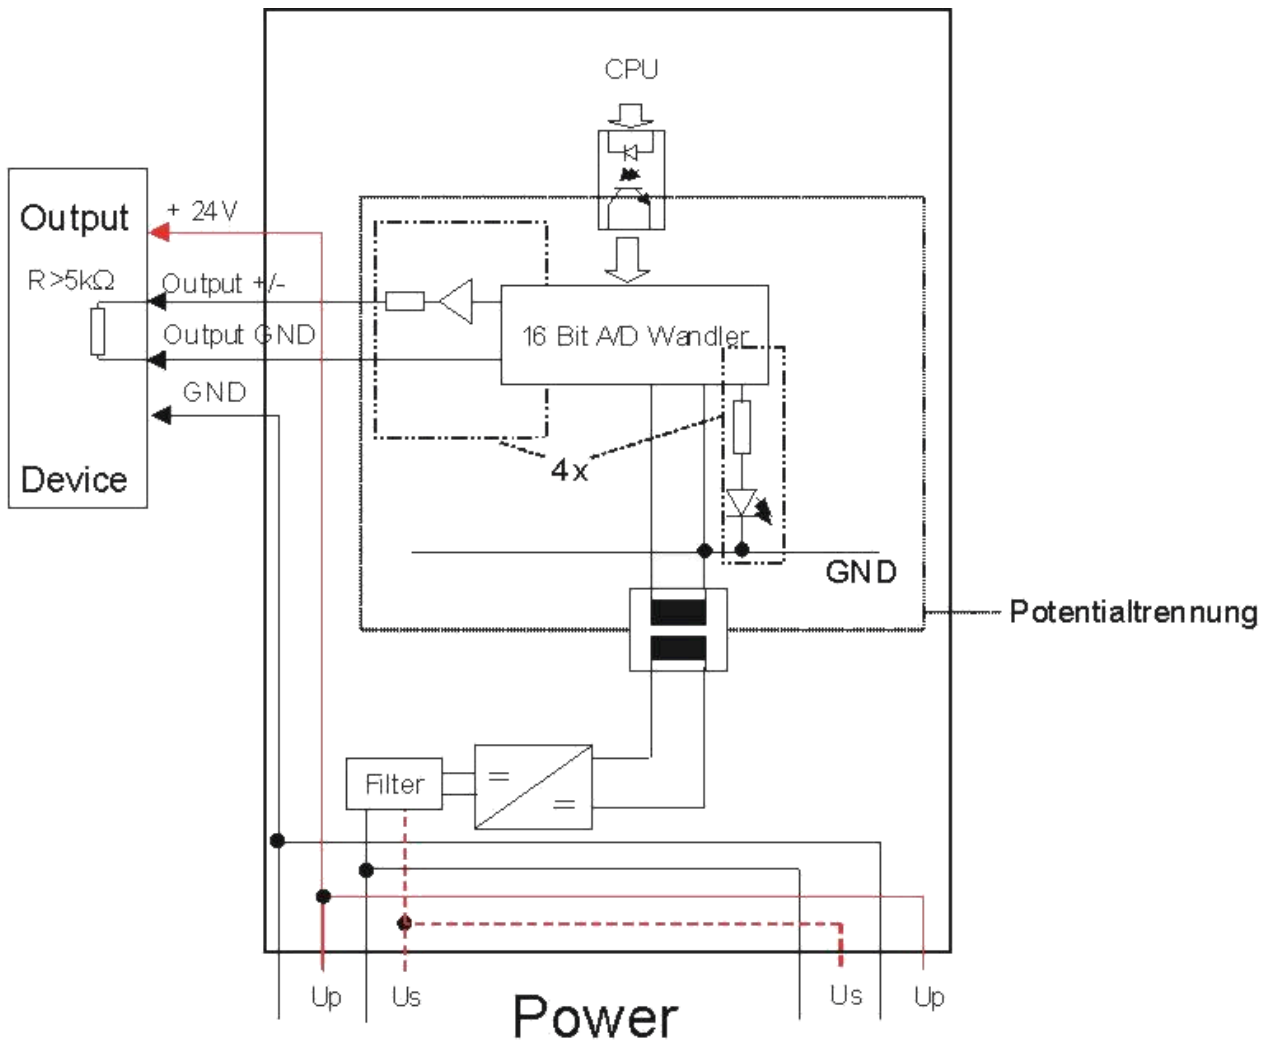 CPU
Output
+ 24V
R>5kΩ
Output +/-
Output GND
16 Bit A/D Wandler
GND
Device
4x
GND
Potentialtrennung
Filter
=
=
Up
Us
Power
Us
Up